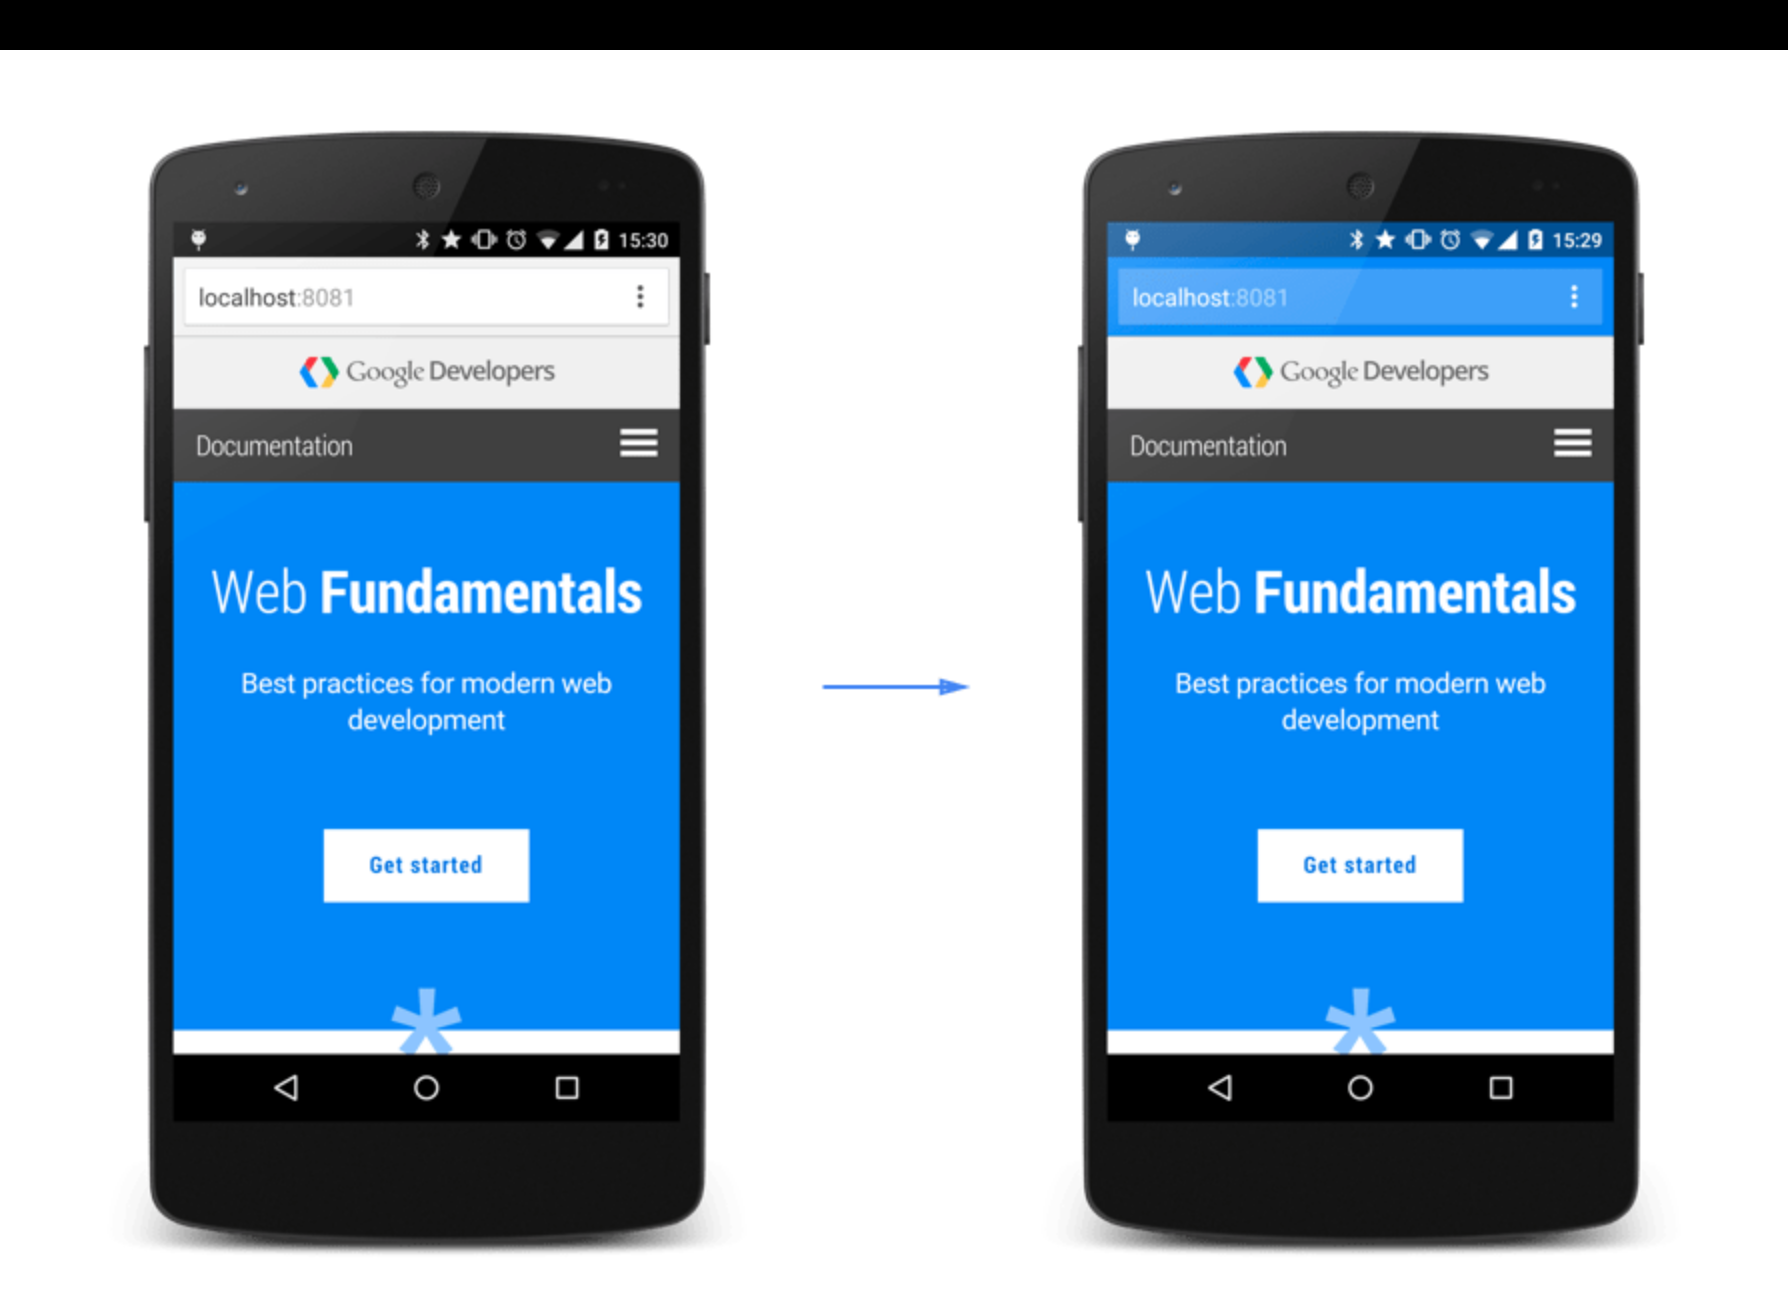 15:30
localhost:8081
Google Developers
Documentation
Web Fundamentals
Best practices for modern web
development
Get started
*
15:29
localhost:8081
Google Developers
Documentation
Web Fundamentals
Best practices for modern web
development
Get started
*